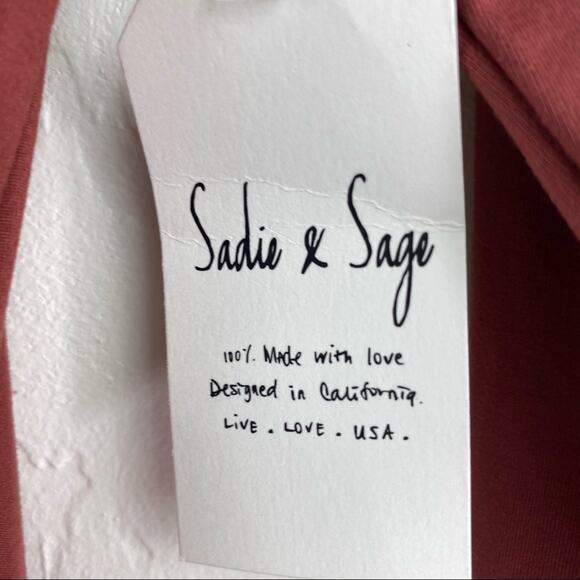 Sadie & Sage
100% Made with love
Designed in California.
LIVE. LOVE. USA.